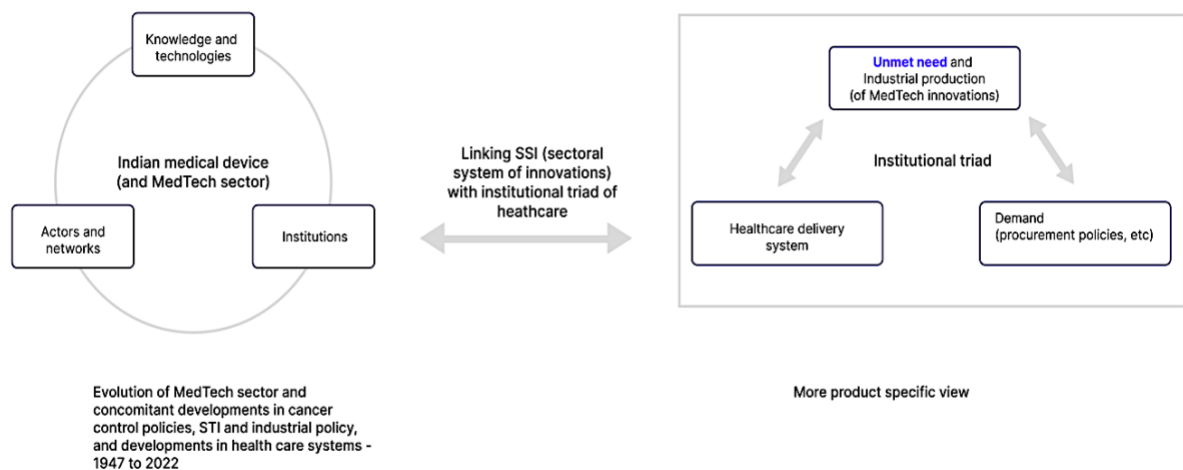 Knowledge and
technologies
Indian medical device
(and MedTech sector)
Actors and
networks
Institutions
Linking SSI (sectoral
system of innovations)
with institutional triad of
heathcare
Unmet need and
Industrial production
(of MedTech innovations)
Institutional triad
Healthcare delivery
system
Demand
(procurement policies, etc)
Evolution of MedTech sector and
concomitant developments in cancer
control policies, STI and industrial policy,
and developments in health care systems -
1947 to 2022
More product specific view